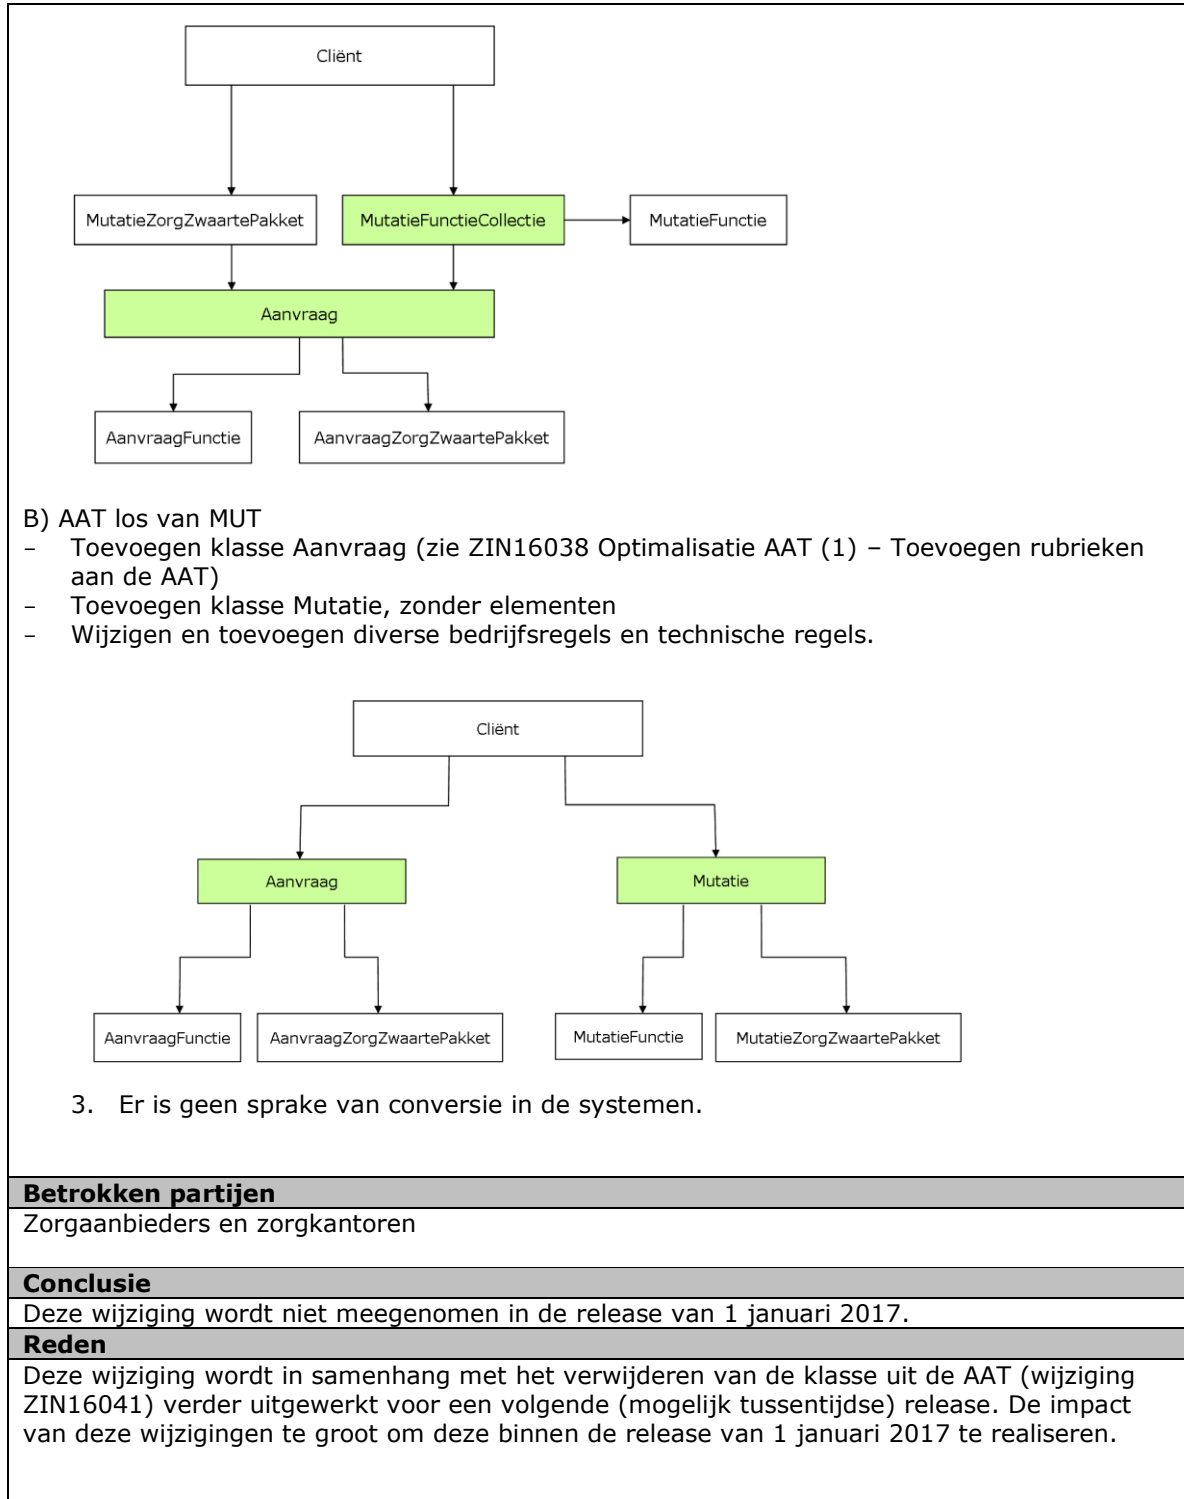 Cliënt
MutatieZorgZwaartePakket
MutatieFunctieCollectie
MutatieFunctie
Aanvraag
AanvraagFunctie
AanvraagZorgZwaartePakket
B) AAT los van MUT
- Toevoegen klasse Aanvraag (zie ZIN16038 Optimalisatie AAT (1) – Toevoegen rubrieken
aan de AAT)
- Toevoegen klasse Mutatie, zonder elementen
- Wijzigen en toevoegen diverse bedrijfsregels en technische regels.
Cliënt
Aanvraag
Mutatie
AanvraagFunctie
AanvraagZorgZwaartePakket
MutatieFunctie
MutatieZorgZwaartePakket
3. Er is geen sprake van conversie in de systemen.
Betrokken partijen
Zorgaanbieders en zorgkantoren
Conclusie
Deze wijziging wordt niet meegenomen in de release van 1 januari 2017.
Reden
Deze wijziging wordt in samenhang met het verwijderen van de klasse uit de AAT (wijziging
ZIN16041) verder uitgewerkt voor een volgende (mogelijk tussentijdse) release. De impact
van deze wijzigingen te groot om deze binnen de release van 1 januari 2017 te realiseren.